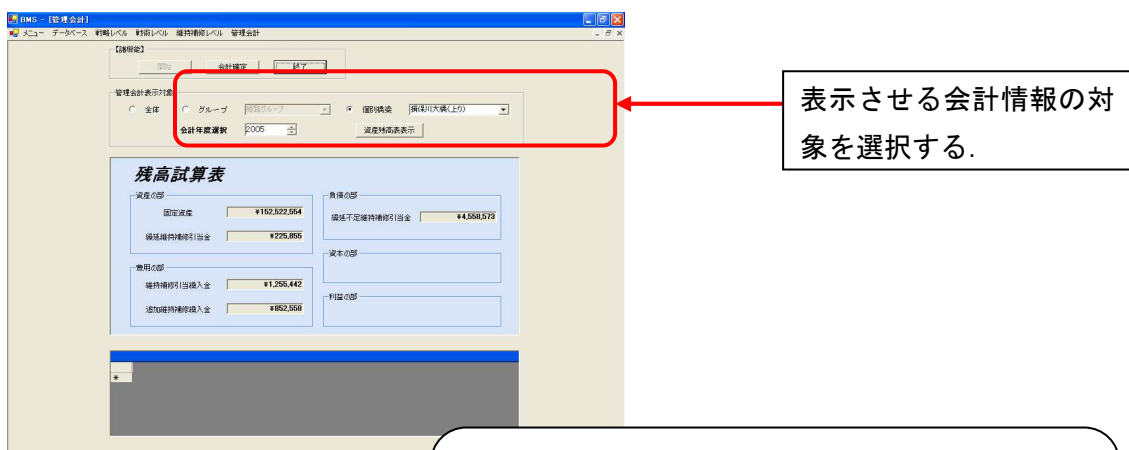 BMS - [管理会計]
メニュー データベース 戦略レベル 戦術レベル 維持補修レベル 管理会計
【諸機能】
開始 会計確定 終了
管理会計表示対象
全体 グループ 個別橋梁 揖保川大橋(上り)
会計年度選択 2005 資産残高表表示
表示させる会計情報の対
象を選択する.
残高試算表
資産の部
固定資産 ¥152,522,554
繰延維持補修引当金 ¥225,855
負債の部
繰延不足維持補修引当金 ¥4,558,573
資本の部
費用の部
維持補修引当繰入金 ¥1,255,442
追加維持補修繰入金 ¥852,558
利益の部
*